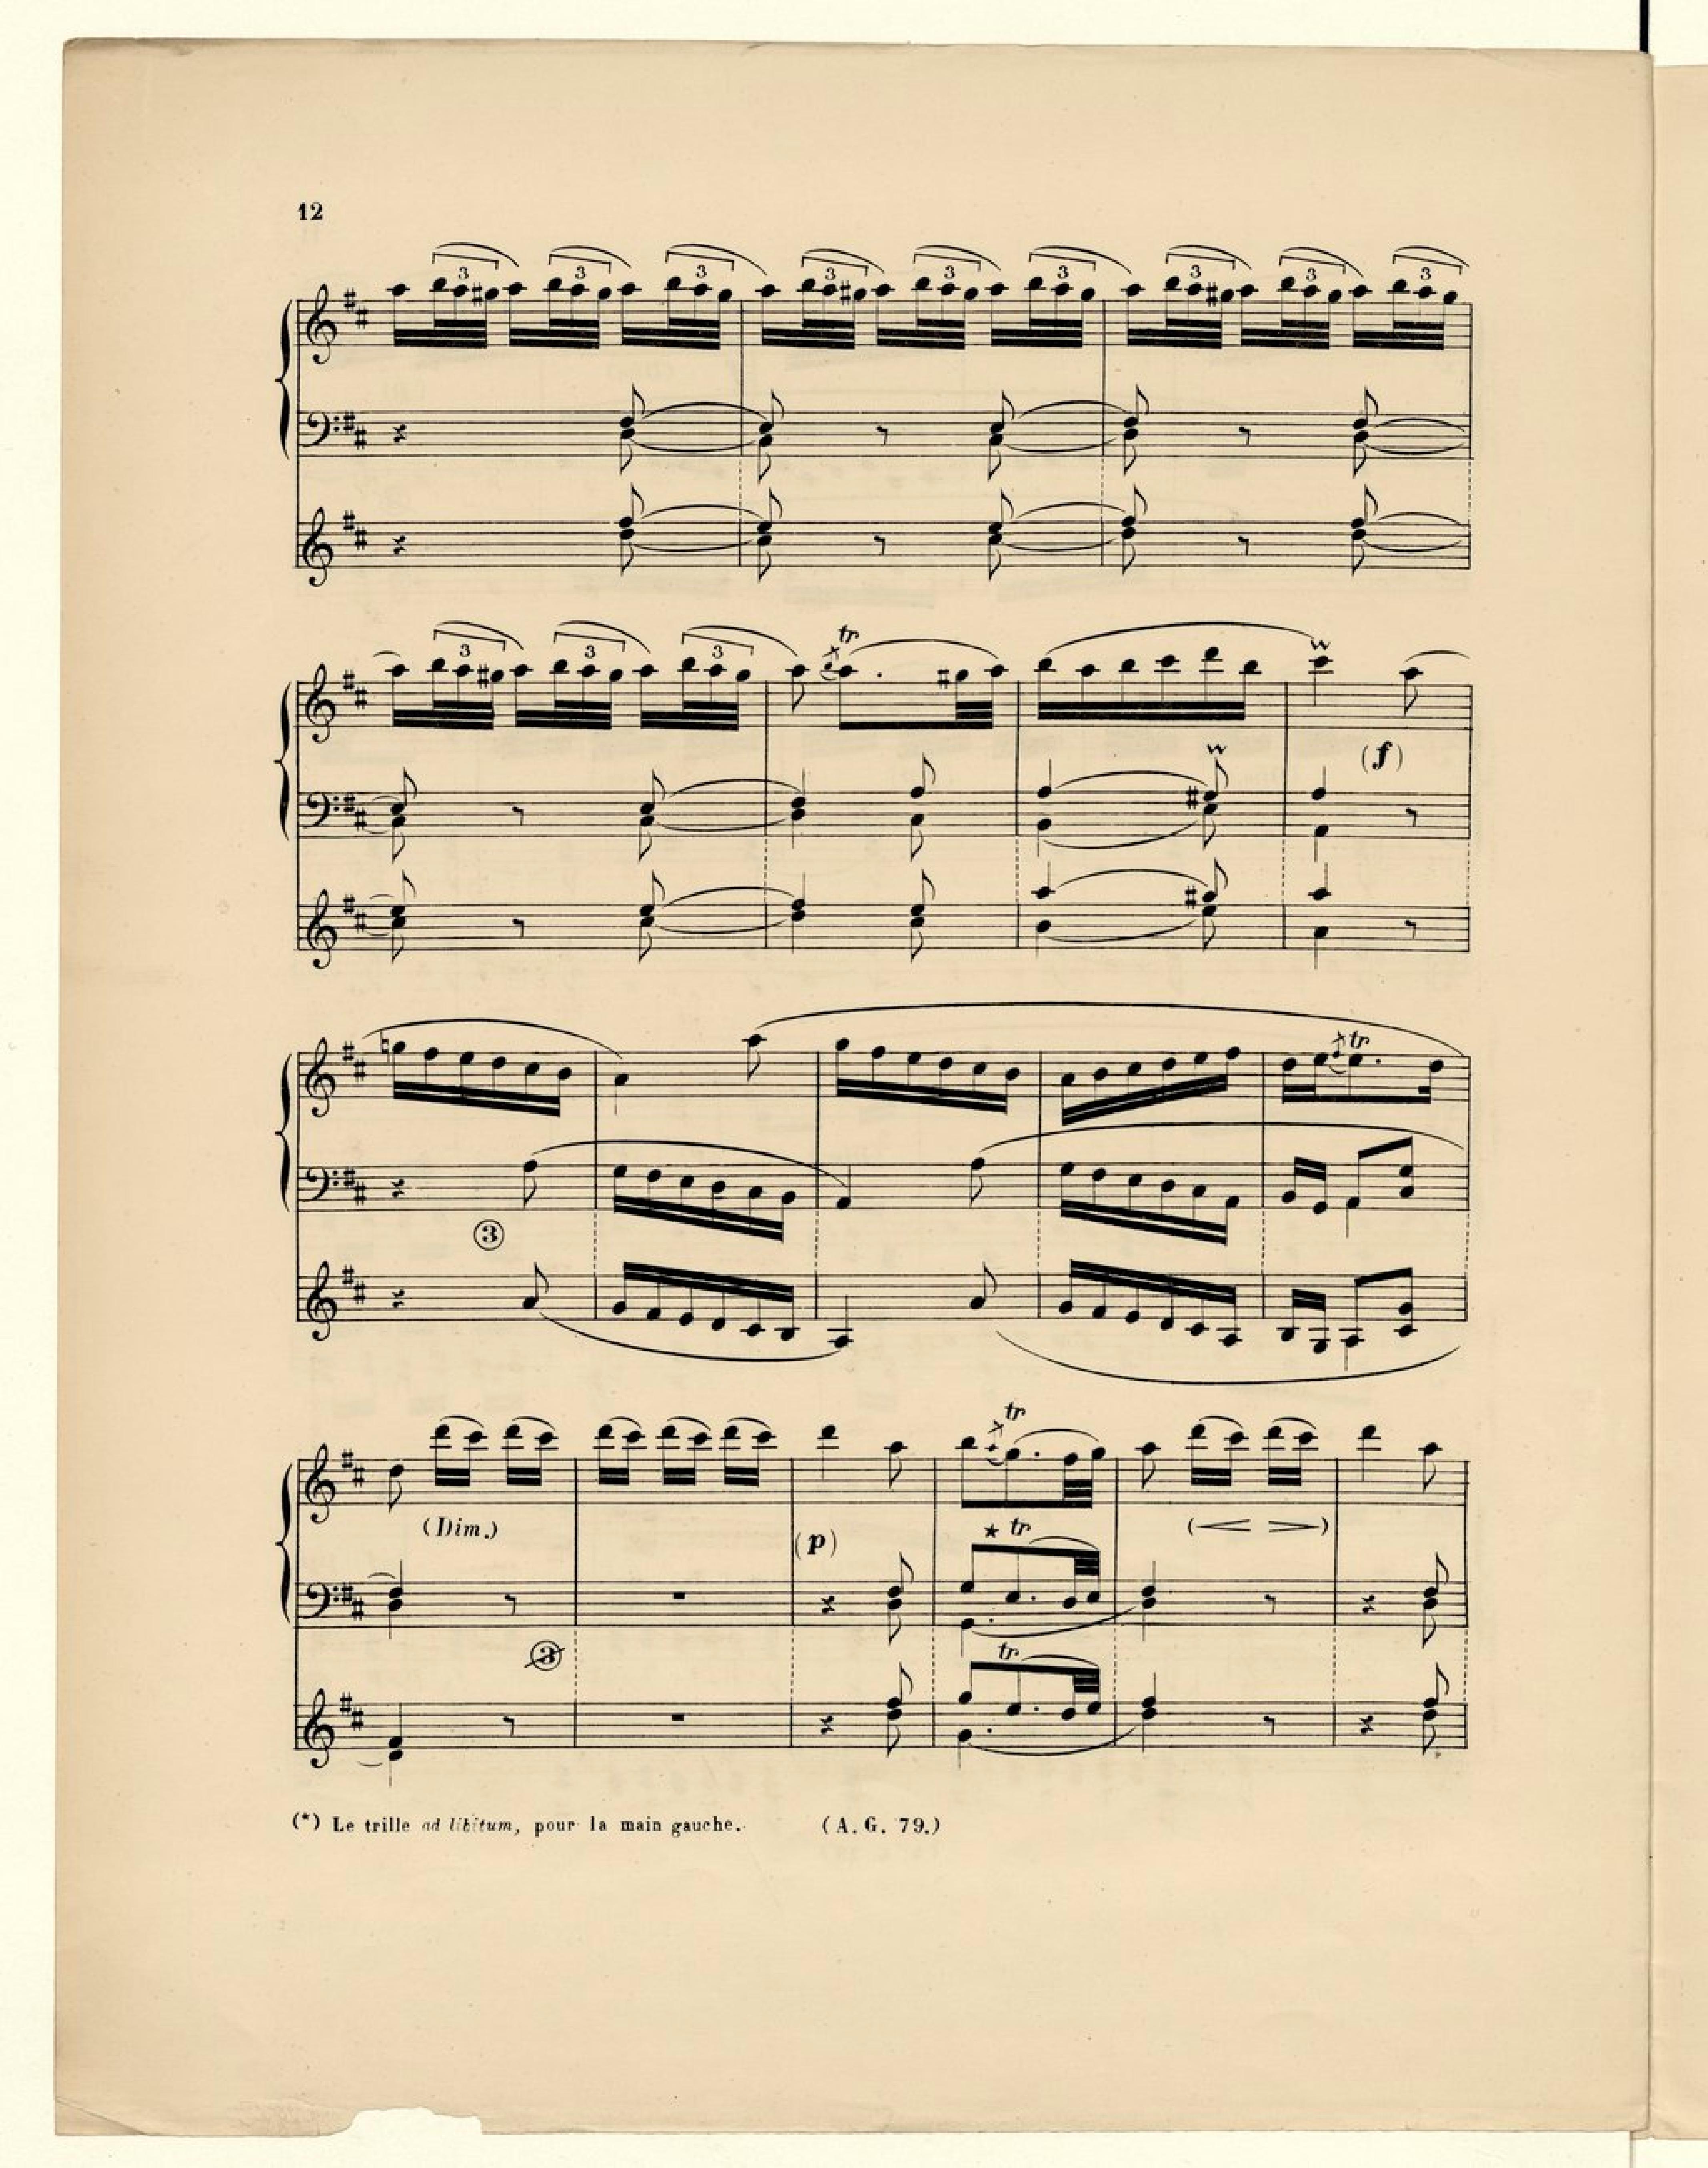 12
3 3 3 3 3 3 3 3 3
3 3 3 tr
(f)
tr
3
tr
(Dim.) (p) * tr
3 tr
(*) Le trille ad libitum, pour la main gauche. (A. G. 79.)